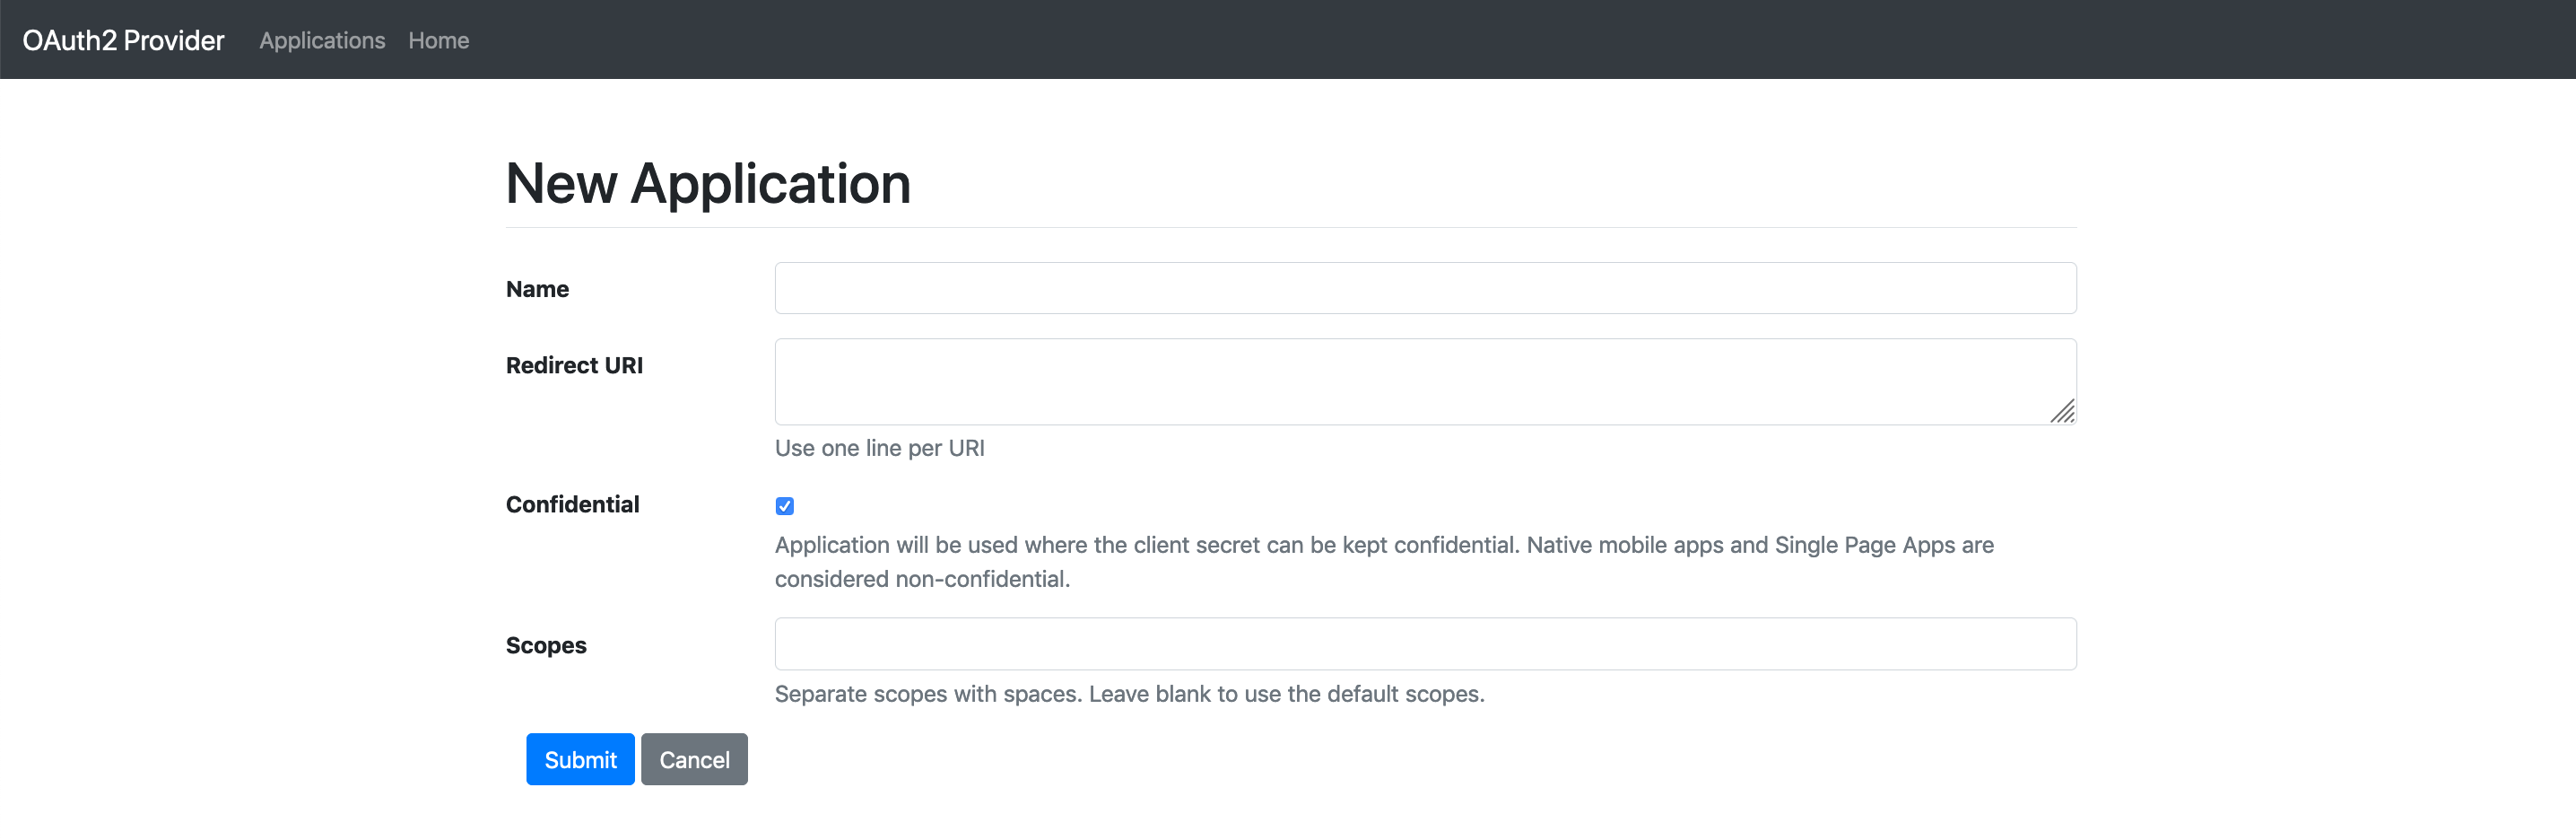 OAuth2 Provider Applications Home
New Application
Name
Redirect URI
Use one line per URI
Confidential
Application will be used where the client secret can be kept confidential. Native mobile apps and Single Page Apps are
considered non-confidential.
Scopes
Separate scopes with spaces. Leave blank to use the default scopes.
Submit Cancel